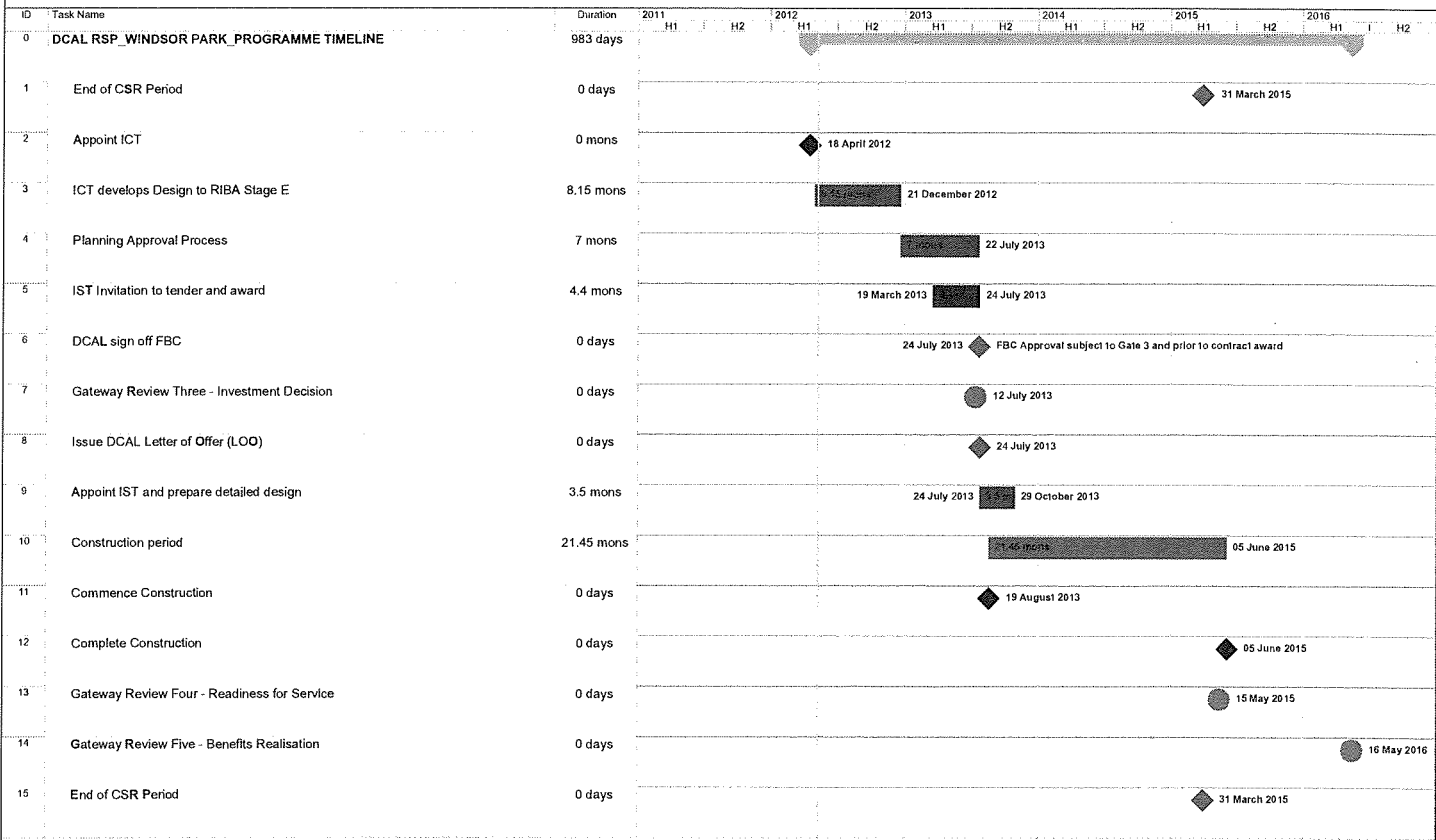 ID Task Name Duration 2011 2012 2013 2014 2015 2016
H1 H2 H1 H2 H1 H2 H1 H2 H1 H2 H1 H2
0 DCAL RSP_WINDSOR PARK_PROGRAMME TIMELINE 983 days
1 End of CSR Period 0 days 31 March 2015
2 Appoint ICT 0 mons 18 April 2012
3 ICT develops Design to RIBA Stage E 8.15 mons 21 December 2012
4 Planning Approval Process 7 mons 7 mons 22 July 2013
5 IST Invitation to tender and award 4.4 mons 19 March 2013 24 July 2013
6 DCAL sign off FBC 0 days 24 July 2013 FBC Approval subject to Gate 3 and prior to contract award
7 Gateway Review Three - Investment Decision 0 days 12 July 2013
8 Issue DCAL Letter of Offer (LOO) 0 days 24 July 2013
9 Appoint IST and prepare detailed design 3.5 mons 24 July 2013 29 October 2013
10 Construction period 21.45 mons 21.45 mons 05 June 2015
11 Commence Construction 0 days 19 August 2013
12 Complete Construction 0 days 05 June 2015
13 Gateway Review Four - Readiness for Service 0 days 15 May 2015
14 Gateway Review Five - Benefits Realisation 0 days 16 May 2016
15 End of CSR Period 0 days 31 March 2015